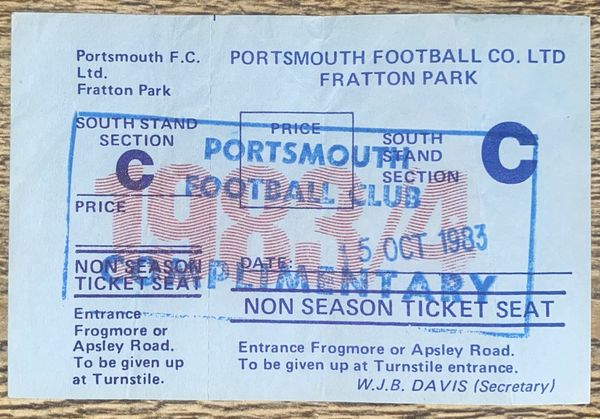 Portsmouth F.C.
Ltd.
Fratton Park
SOUTH STAND
SECTION
C
PRICE
NON SEASON
TICKET SEAT
Entrance
Frogmore or
Apsley Road.
To be given up
at Turnstile.
PORTSMOUTH FOOTBALL CO. LTD
FRATTON PARK
PRICE
SOUTH
STAND
SECTION
C
1983/4
PORTSMOUTH
FOOTBALL CLUB
15 OCT 1983
COMPLIMENTARY
DATE:
NON SEASON TICKET SEAT
Entrance Frogmore or Apsley Road.
To be given up at Turnstile entrance.
W.J.B. DAVIS (Secretary)